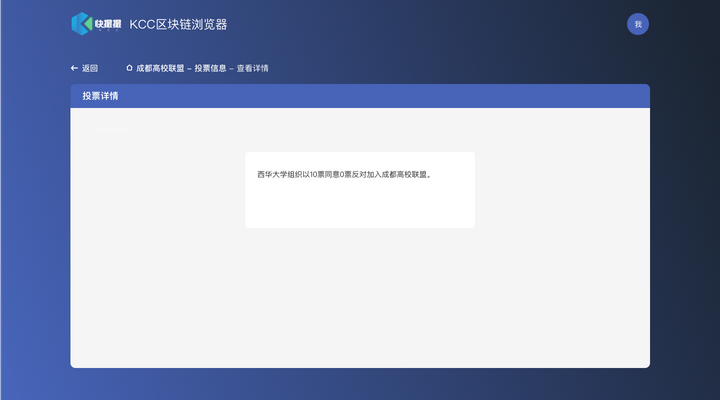 快撮撮 KCC区块链浏览器
我
返回
成都高校联盟 – 投票信息 – 查看详情
投票详情
西华大学组织以10票同意0票反对加入成都高校联盟。